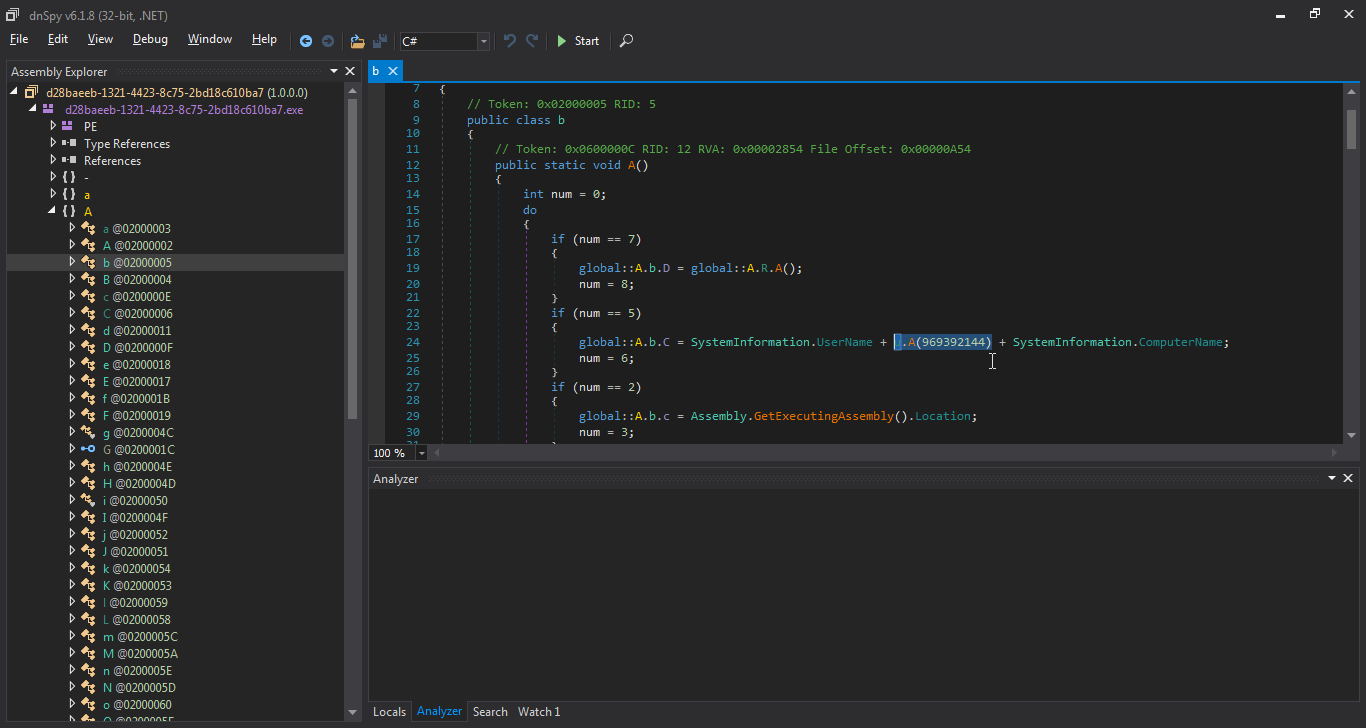 dnSpy v6.1.8 (32-bit, .NET)
File Edit View Debug Window Help C# Start
Assembly Explorer
d28baeeb-1321-4423-8c75-2bd18c610ba7 (1.0.0.0)
d28baeeb-1321-4423-8c75-2bd18c610ba7.exe
PE
Type References
References
{ } -
{ } a
{ } A
a @02000003
A @02000002
b @02000005
B @02000004
c @0200000E
C @02000006
d @02000011
D @0200000F
e @02000018
E @02000017
f @0200001B
F @02000019
g @0200004C
G @0200001C
h @0200004E
H @0200004D
i @02000050
I @0200004F
j @02000052
J @02000051
k @02000054
K @02000053
l @02000059
L @02000058
m @0200005C
M @0200005A
n @0200005E
N @0200005D
o @02000060
O @0200005F
b
7 {
8 // Token: 0x02000005 RID: 5
9 public class b
10 {
11 // Token: 0x0600000C RID: 12 RVA: 0x00002854 File Offset: 0x00000A54
12 public static void A()
13 {
14 int num = 0;
15 do
16 {
17 if (num == 7)
18 {
19 global::A.b.D = global::A.R.A();
20 num = 8;
21 }
22 if (num == 5)
23 {
24 global::A.b.C = SystemInformation.UserName + .A(969392144) + SystemInformation.ComputerName;
25 num = 6;
26 }
27 if (num == 2)
28 {
29 global::A.b.c = Assembly.GetExecutingAssembly().Location;
30 num = 3;
31 }
100 %
Analyzer
Locals Analyzer Search Watch 1